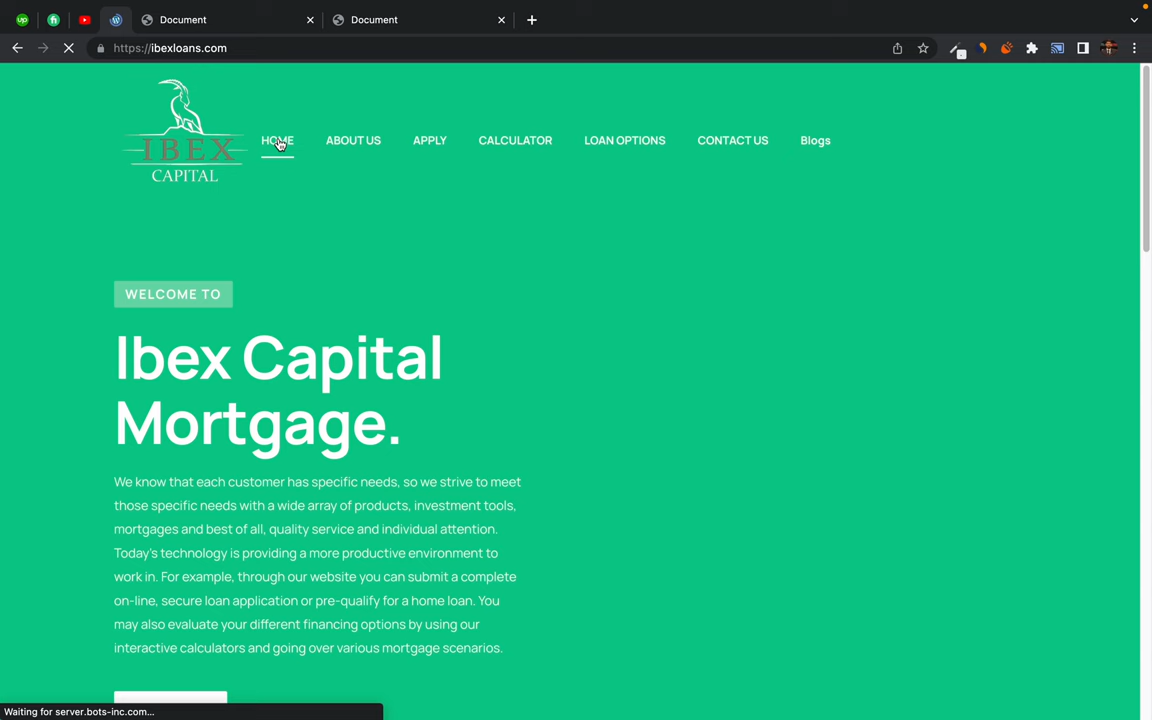 up
Document
Document
https://ibexloans.com
IBEX
CAPITAL
HOME
ABOUT US
APPLY
CALCULATOR
LOAN OPTIONS
CONTACT US
Blogs
WELCOME TO
Ibex Capital
Mortgage.
We know that each customer has specific needs, so we strive to meet
those specific needs with a wide array of products, investment tools,
mortgages and best of all, quality service and individual attention.
Today's technology is providing a more productive environment to
work in. For example, through our website you can submit a complete
on-line, secure loan application or pre-qualify for a home loan. You
may also evaluate your different financing options by using our
interactive calculators and going over various mortgage scenarios.
Waiting for server.bots-inc.com...